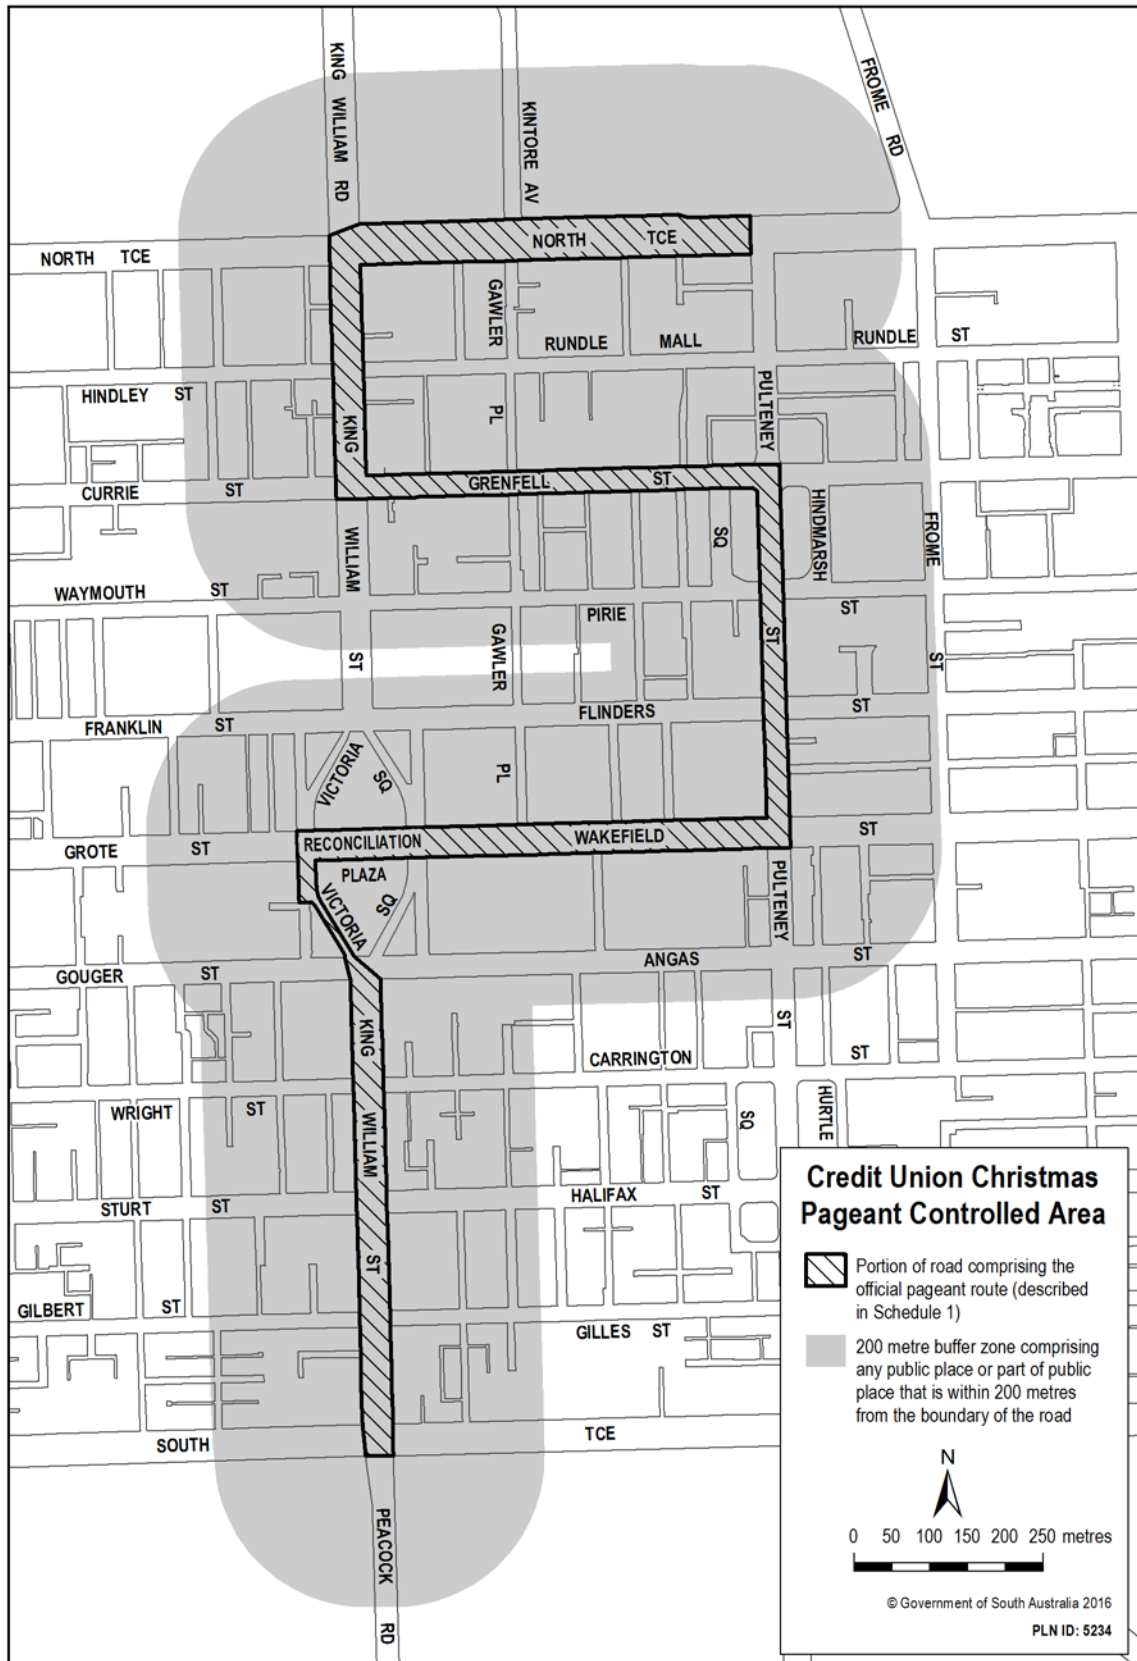 KING WILLIAM RD
KINTORE AV
FROME RD
NORTH TCE
NORTH TCE
GAWLER
RUNDLE MALL
RUNDLE ST
HINDLEY ST
KING
PL
PULTENEY
CURRIE ST
GRENFELL ST
WILLIAM
SQ
HINDMARSH
FROME
WAYMOUTH ST
PIRIE
ST
ST
GAWLER
ST
ST
FRANKLIN ST
FLINDERS
ST
VICTORIA
SQ
PL
GROTE ST
RECONCILIATION
WAKEFIELD
ST
PLAZA
VICTORIA
SQ
PULTENEY
GOUGER ST
ANGAS
ST
KING
ST
CARRINGTON
ST
WRIGHT ST
WILLIAM
SQ
HURTLE
STURT ST
HALIFAX ST
ST
GILBERT ST
GILLES ST
SOUTH
TCE
PEACOCK
RD
Credit Union Christmas
Pageant Controlled Area
Portion of road comprising the
official pageant route (described
in Schedule 1)
200 metre buffer zone comprising
any public place or part of public
place that is within 200 metres
from the boundary of the road
N
0 50 100 150 200 250 metres
© Government of South Australia 2016
PLN ID: 5234